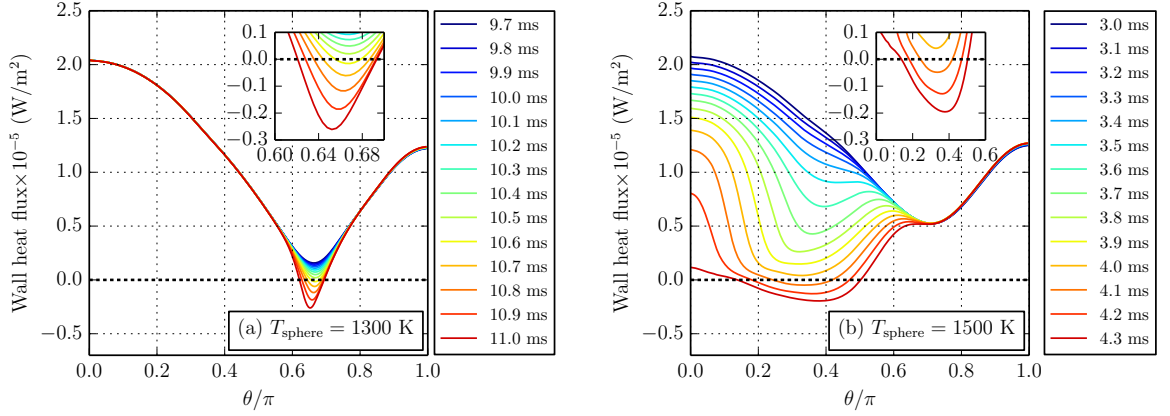 Wall heat flux×10⁻⁵ (W/m²)
2.5
2.0
1.5
1.0
0.5
0.0
−0.5
0.0 0.2 0.4 0.6 0.8 1.0
θ/π
0.1
0.0
−0.1
−0.2
−0.3
0.60 0.64 0.68
(a) T_sphere = 1300 K
9.7 ms
9.8 ms
9.9 ms
10.0 ms
10.1 ms
10.2 ms
10.3 ms
10.4 ms
10.5 ms
10.6 ms
10.7 ms
10.8 ms
10.9 ms
11.0 ms
Wall heat flux×10⁻⁵ (W/m²)
2.5
2.0
1.5
1.0
0.5
0.0
−0.5
0.0 0.2 0.4 0.6 0.8 1.0
θ/π
0.1
0.0
−0.1
−0.2
−0.3
0.0 0.2 0.4 0.6
(b) T_sphere = 1500 K
3.0 ms
3.1 ms
3.2 ms
3.3 ms
3.4 ms
3.5 ms
3.6 ms
3.7 ms
3.8 ms
3.9 ms
4.0 ms
4.1 ms
4.2 ms
4.3 ms